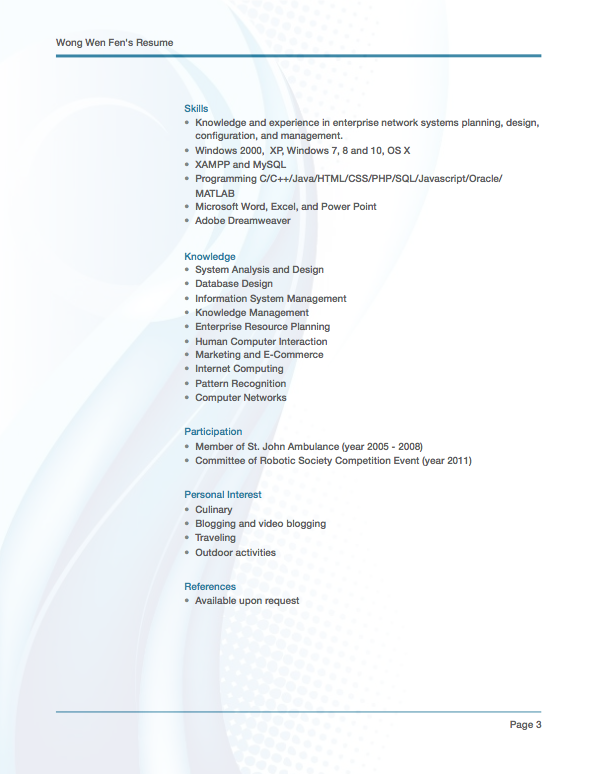 Wong Wen Fen's Resume
Skills
• Knowledge and experience in enterprise network systems planning, design,
configuration, and management.
• Windows 2000,  XP, Windows 7, 8 and 10, OS X
• XAMPP and MySQL
• Programming C/C++/Java/HTML/CSS/PHP/SQL/Javascript/Oracle/
MATLAB
• Microsoft Word, Excel, and Power Point
• Adobe Dreamweaver
Knowledge
• System Analysis and Design
• Database Design
• Information System Management
• Knowledge Management
• Enterprise Resource Planning
• Human Computer Interaction
• Marketing and E-Commerce
• Internet Computing
• Pattern Recognition
• Computer Networks
Participation
• Member of St. John Ambulance (year 2005 - 2008)
• Committee of Robotic Society Competition Event (year 2011)
Personal Interest
• Culinary
• Blogging and video blogging
• Traveling
• Outdoor activities
References
• Available upon request
Page 3